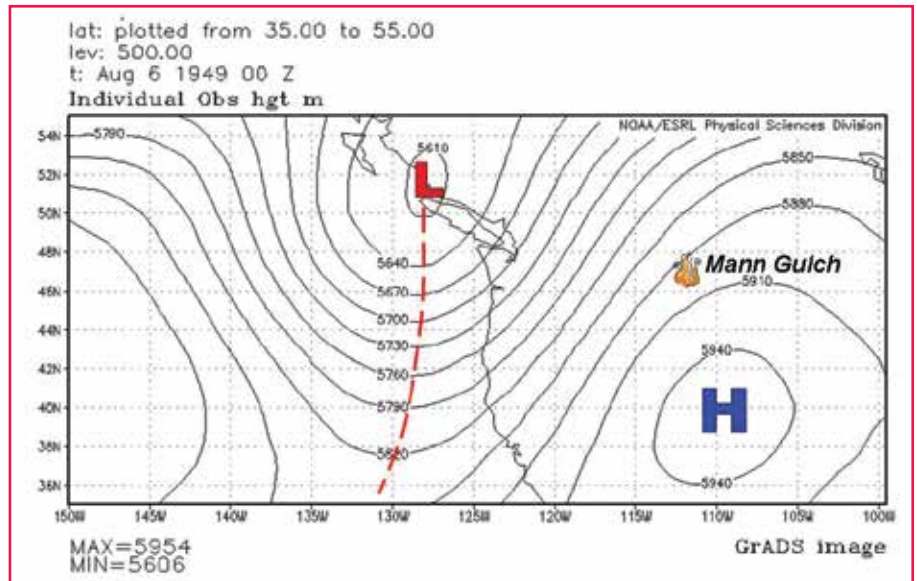 lat: plotted from 35.00 to 55.00
lev: 500.00
t: Aug 6 1949 00 Z
Individual Obs hgt m
NOAA/ESRL Physical Sciences Division
54N
52N
50N
48N
46N
44N
42N
40N
38N
36N
5790
5610
5850
5880
L
5640
Mann Gulch
5670
5910
5700
5730
5940
5760
5790
H
5820
5940
150W 145W 140W 135W 130W 125W 120W 115W 110W 105W 100W
MAX=5954
MIN=5606
GrADS image